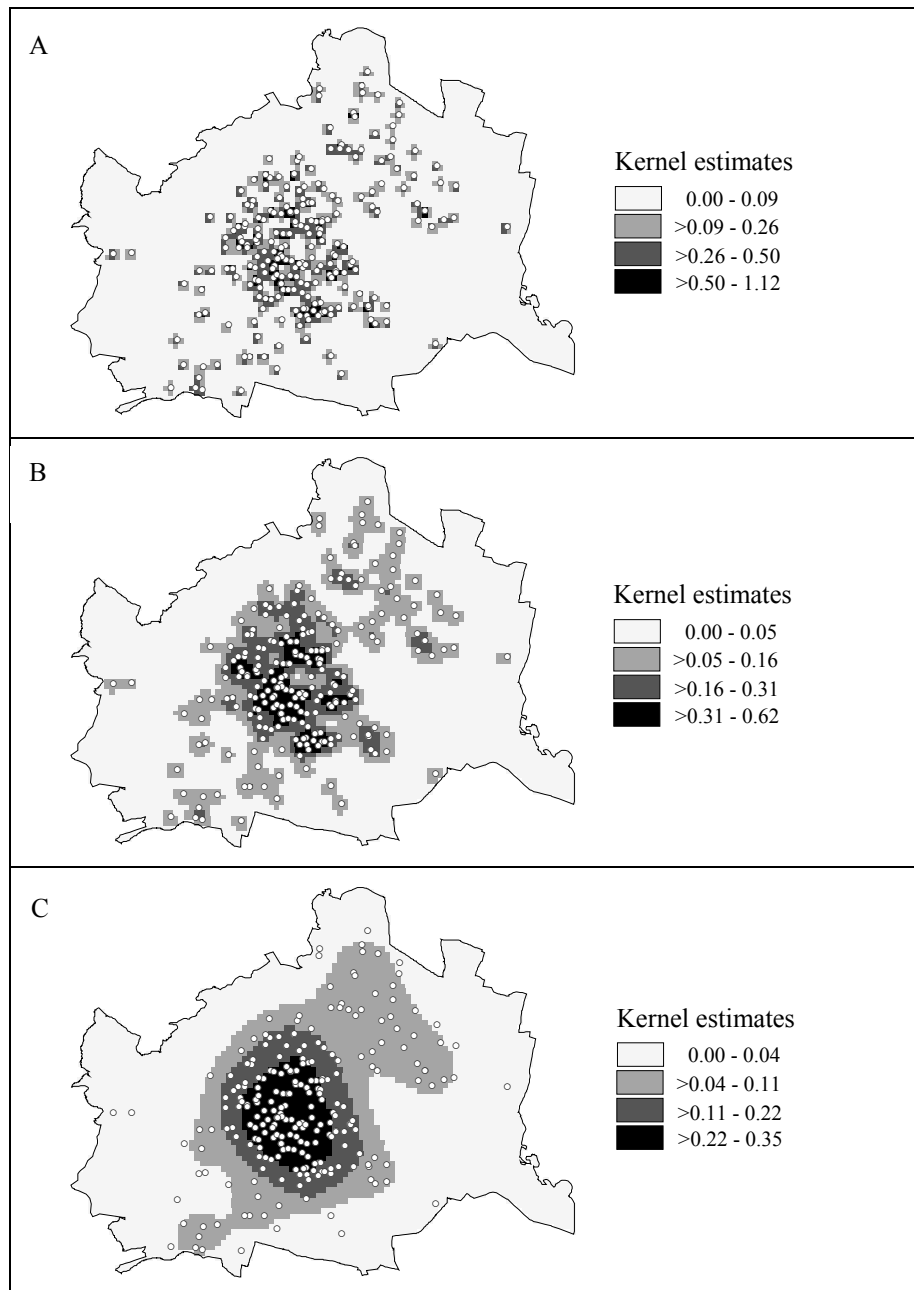 A
Kernel estimates
0.00 - 0.09
>0.09 - 0.26
>0.26 - 0.50
>0.50 - 1.12
B
Kernel estimates
0.00 - 0.05
>0.05 - 0.16
>0.16 - 0.31
>0.31 - 0.62
C
Kernel estimates
0.00 - 0.04
>0.04 - 0.11
>0.11 - 0.22
>0.22 - 0.35